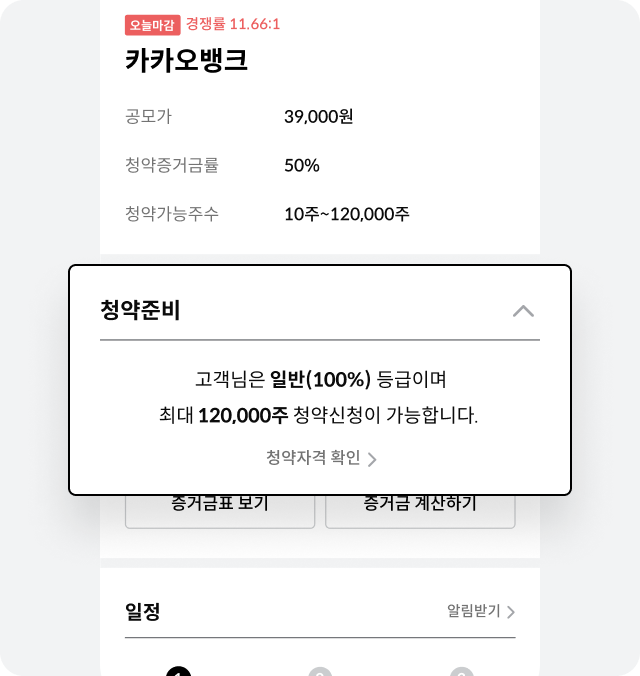 오늘마감 경쟁률 11.66:1
카카오뱅크
공모가 39,000원
청약증거금률 50%
청약가능주수 10주~120,000주
청약준비
고객님은 일반(100%) 등급이며
최대 120,000주 청약신청이 가능합니다.
청약자격 확인
증거금표 보기 증거금 계산하기
일정 알림받기